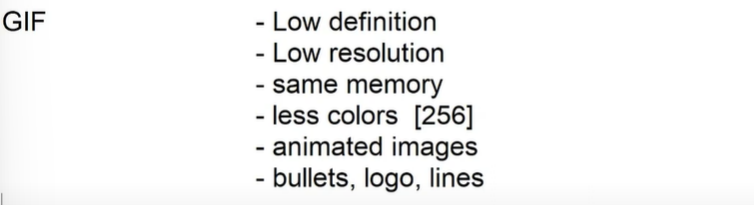 GIF - Low definition
- Low resolution
- same memory
- less colors [256]
- animated images
- bullets, logo, lines